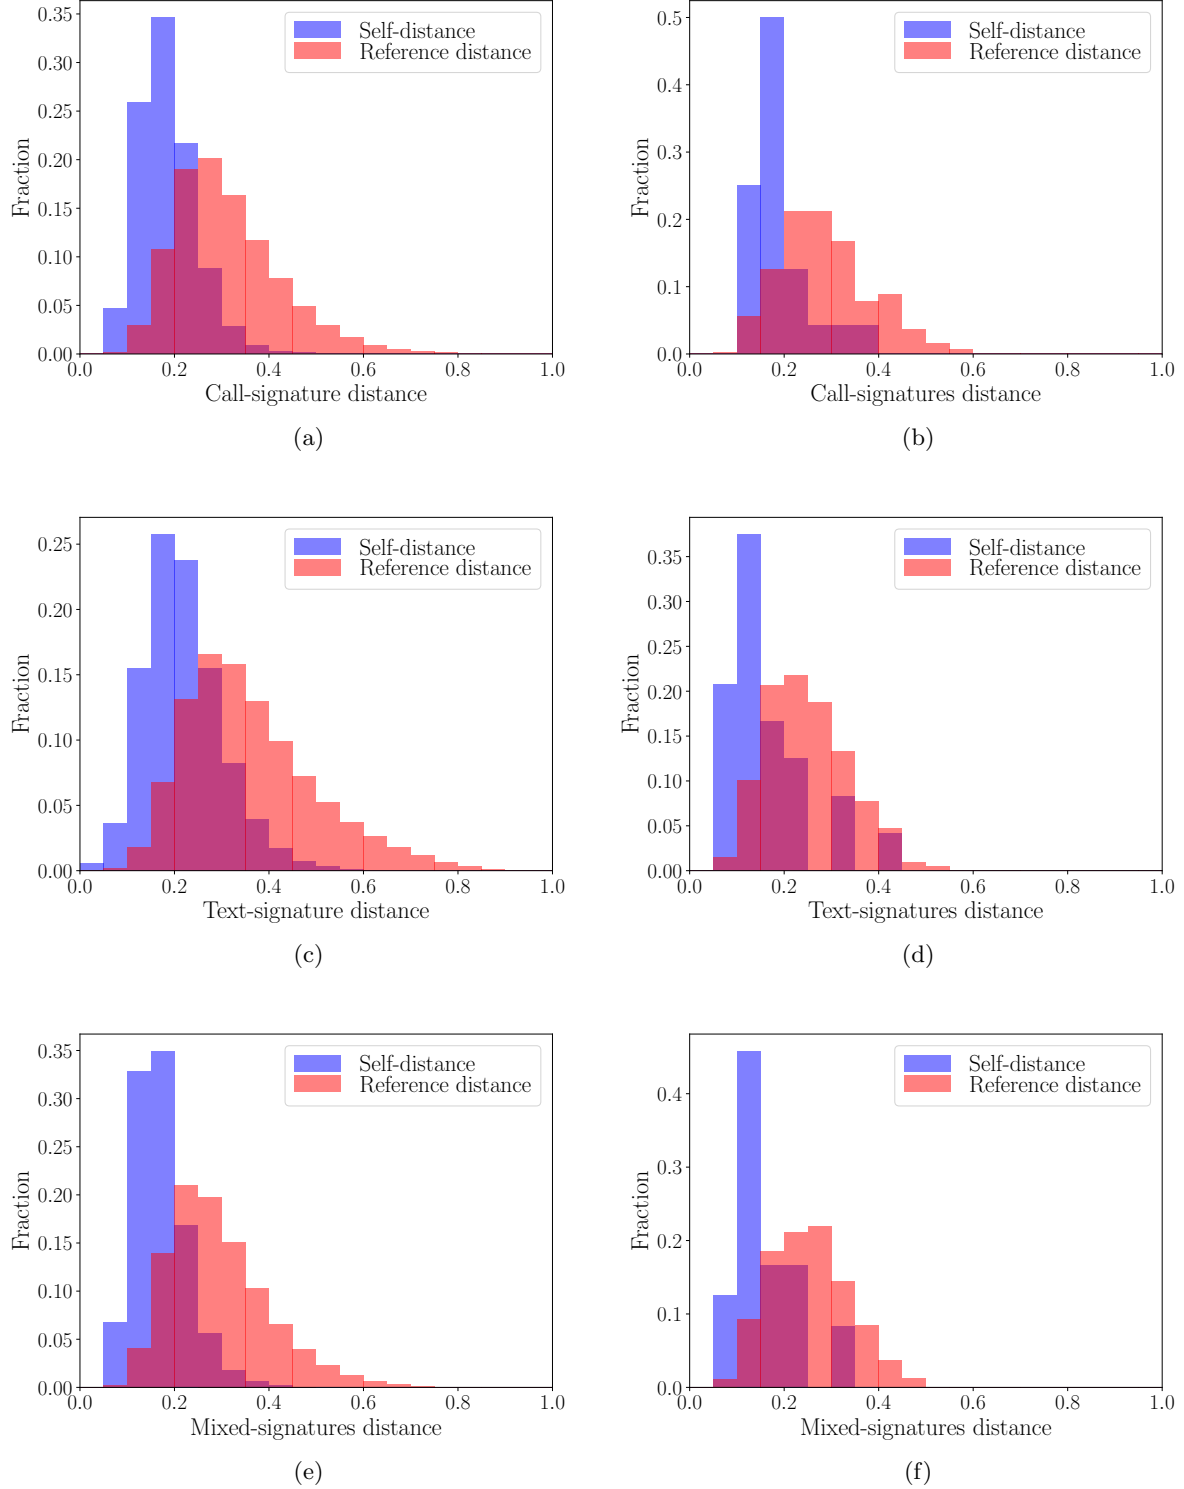 Self-distance
Reference distance
0.35
0.30
0.25
0.20
0.15
0.10
0.05
0.00
Fraction
0.0 0.2 0.4 0.6 0.8 1.0
Call-signature distance
(a)
Self-distance
Reference distance
0.5
0.4
0.3
0.2
0.1
0.0
Fraction
0.0 0.2 0.4 0.6 0.8 1.0
Call-signatures distance
(b)
Self-distance
Reference distance
0.25
0.20
0.15
0.10
0.05
0.00
Fraction
0.0 0.2 0.4 0.6 0.8 1.0
Text-signature distance
(c)
Self-distance
Reference distance
0.35
0.30
0.25
0.20
0.15
0.10
0.05
0.00
Fraction
0.0 0.2 0.4 0.6 0.8 1.0
Text-signatures distance
(d)
Self-distance
Reference distance
0.35
0.30
0.25
0.20
0.15
0.10
0.05
0.00
Fraction
0.0 0.2 0.4 0.6 0.8 1.0
Mixed-signatures distance
(e)
Self-distance
Reference distance
0.4
0.3
0.2
0.1
0.0
Fraction
0.0 0.2 0.4 0.6 0.8 1.0
Mixed-signatures distance
(f)